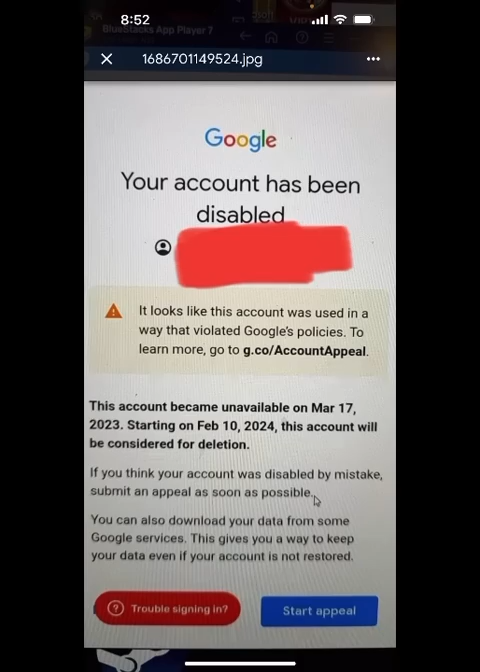 8:52
BlueStacks App Player 7
1686701149524.jpg
Google
Your account has been
disabled
It looks like this account was used in a
way that violated Google's policies. To
learn more, go to g.co/AccountAppeal.
This account became unavailable on Mar 17,
2023. Starting on Feb 10, 2024, this account will
be considered for deletion.
If you think your account was disabled by mistake,
submit an appeal as soon as possible.
You can also download your data from some
Google services. This gives you a way to keep
your data even if your account is not restored.
Trouble signing in?
Start appeal